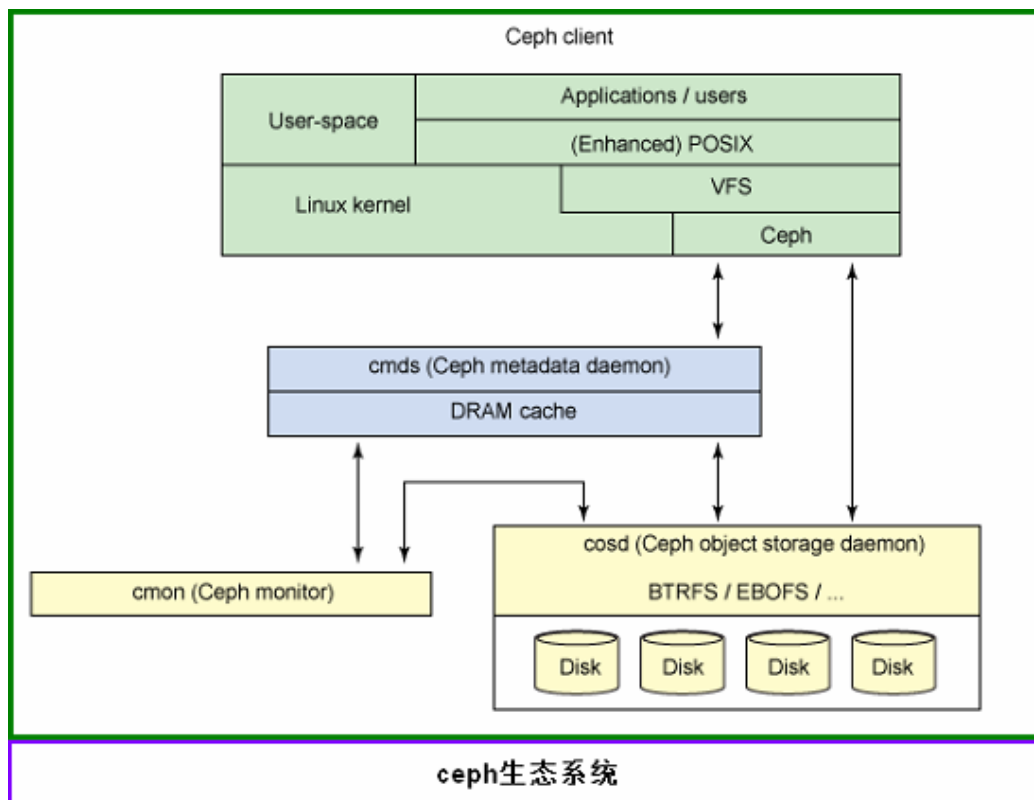 Ceph client
User-space
Applications / users
(Enhanced) POSIX
Linux kernel
VFS
Ceph
cmds (Ceph metadata daemon)
DRAM cache
cosd (Ceph object storage daemon)
BTRFS / EBOFS / ...
cmon (Ceph monitor)
Disk
Disk
Disk
Disk
ceph生态系统